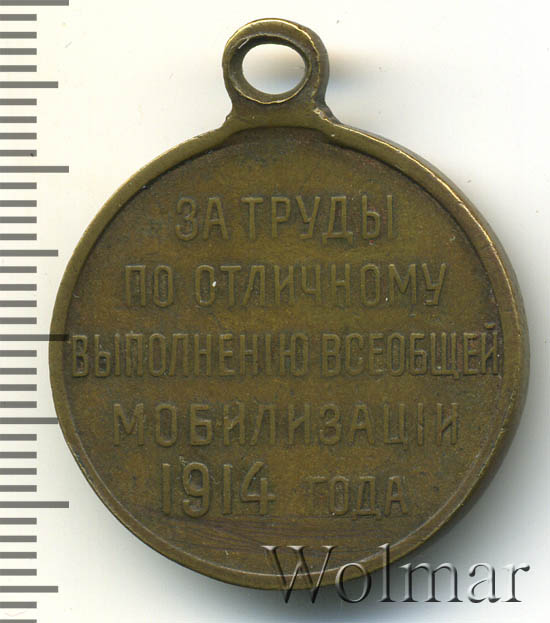 ЗА ТРУДЫ
ПО ОТЛИЧНОМУ
ВЫПОЛНЕНІЮ ВСЕОБЩЕЙ
МОБИЛИЗАЦІИ
1914 ГОДА
Wolmar